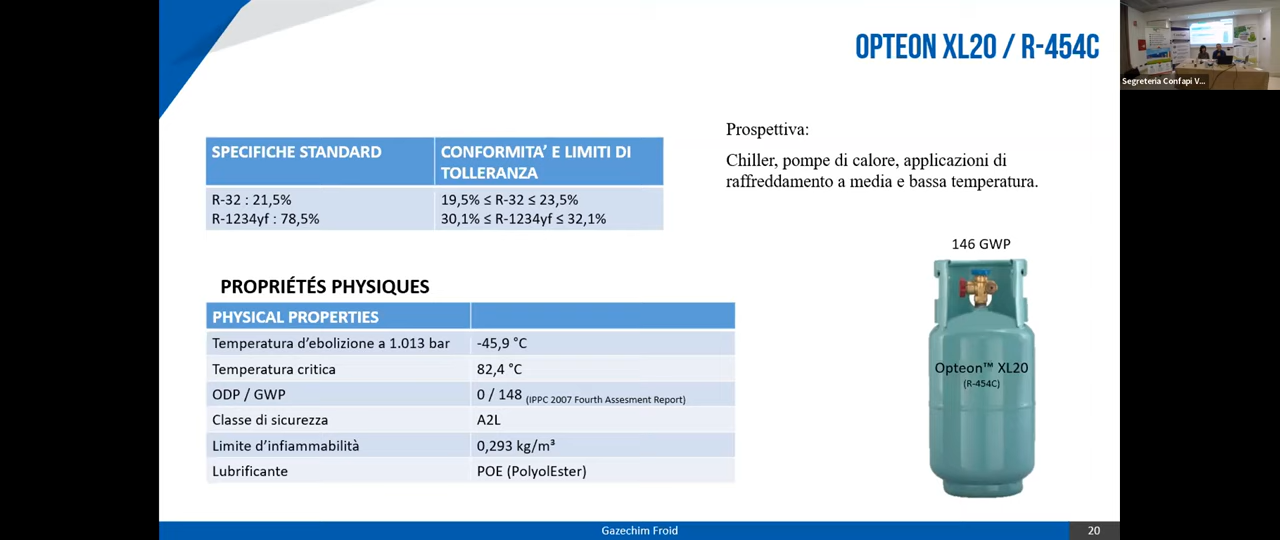 OPTEON XL20 / R-454C
Segreteria Confapi V...
SPECIFICHE STANDARD
CONFORMITA' E LIMITI DI
TOLLERANZA
R-32 : 21,5%
R-1234yf : 78,5%
19,5% ≤ R-32 ≤ 23,5%
30,1% ≤ R-1234yf ≤ 32,1%
Prospettiva:
Chiller, pompe di calore, applicazioni di
raffreddamento a media e bassa temperatura.
146 GWP
Opteon™ XL20
(R-454C)
PROPRIÉTÉS PHYSIQUES
PHYSICAL PROPERTIES
Temperatura d'ebolizione a 1.013 bar
-45,9 °C
Temperatura critica
82,4 °C
ODP / GWP
0 / 148 (IPPC 2007 Fourth Assesment Report)
Classe di sicurezza
A2L
Limite d'infiammabilità
0,293 kg/m³
Lubrificante
POE (PolyolEster)
Gazechim Froid
20